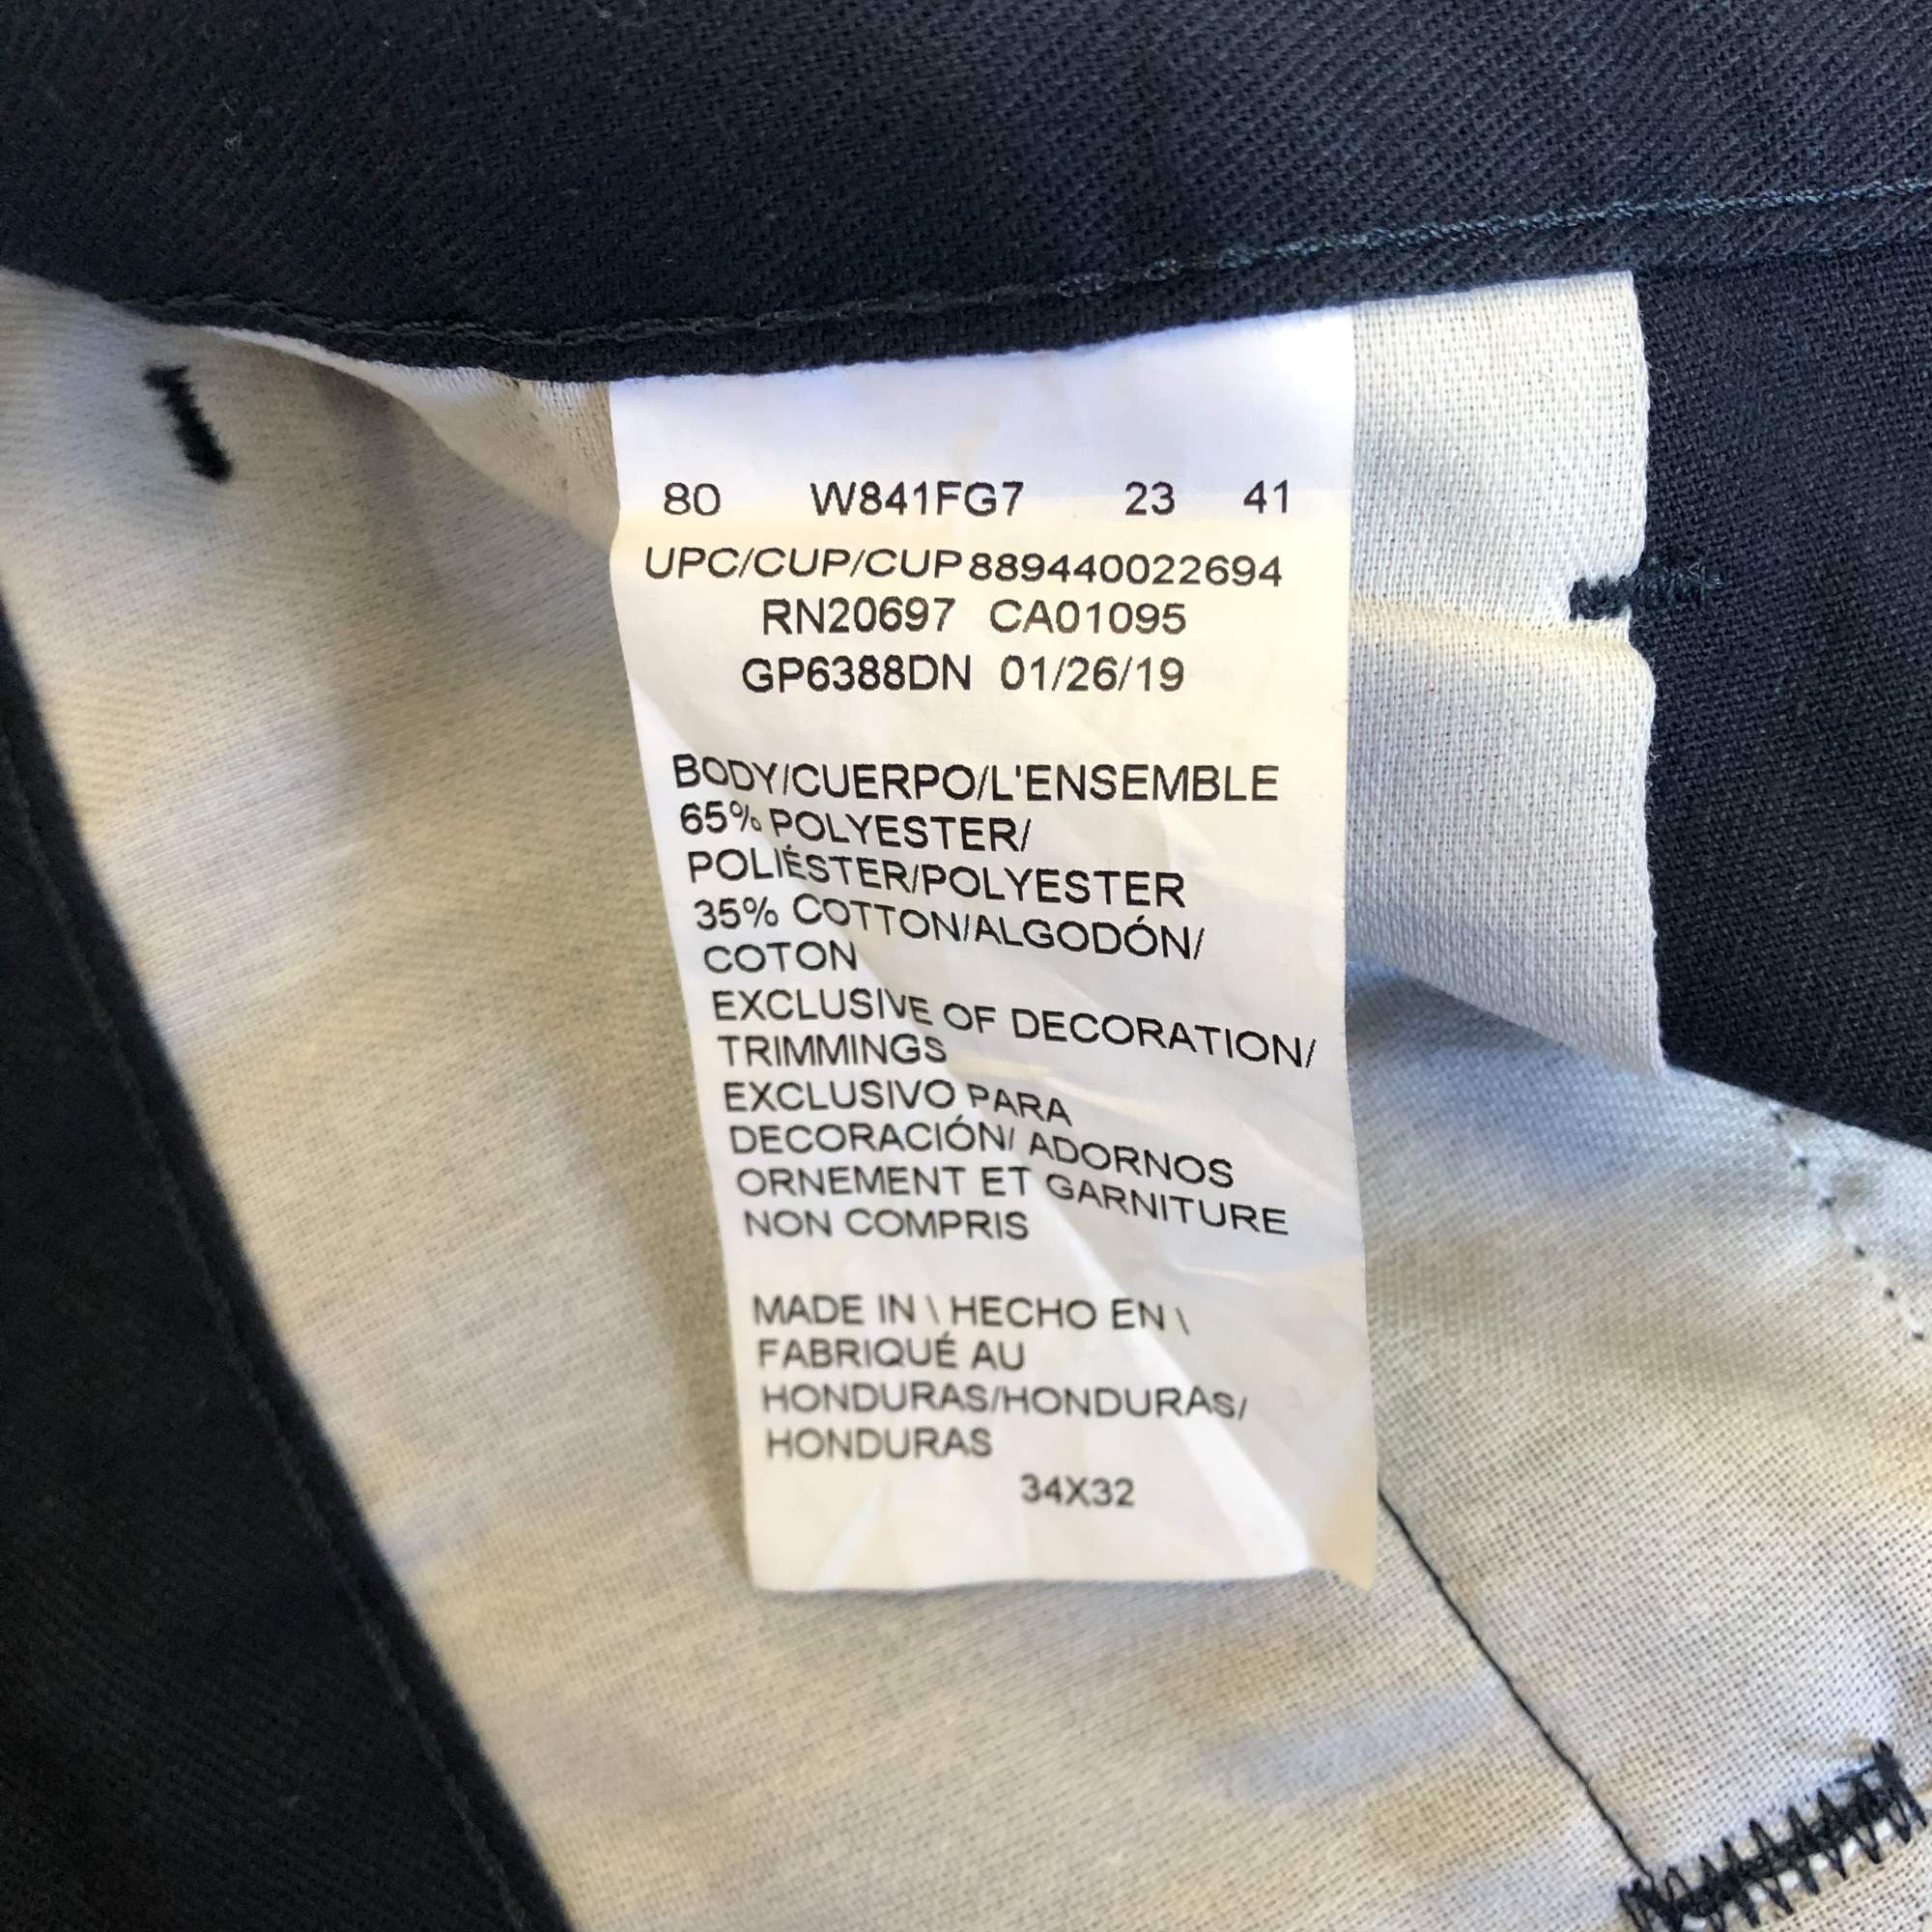 80 W841FG7 23 41
UPC/CUP/CUP 889440022694
RN20697 CA01095
GP6388DN 01/26/19
BODY/CUERPO/L'ENSEMBLE
65% POLYESTER/
POLIÉSTER/POLYESTER
35% COTTON/ALGODÓN/
COTON
EXCLUSIVE OF DECORATION/
TRIMMINGS
EXCLUSIVO PARA
DECORACIÓN/ ADORNOS
ORNEMENT ET GARNITURE
NON COMPRIS
MADE IN \ HECHO EN \
FABRIQUÉ AU
HONDURAS/HONDURAS/
HONDURAS
34X32